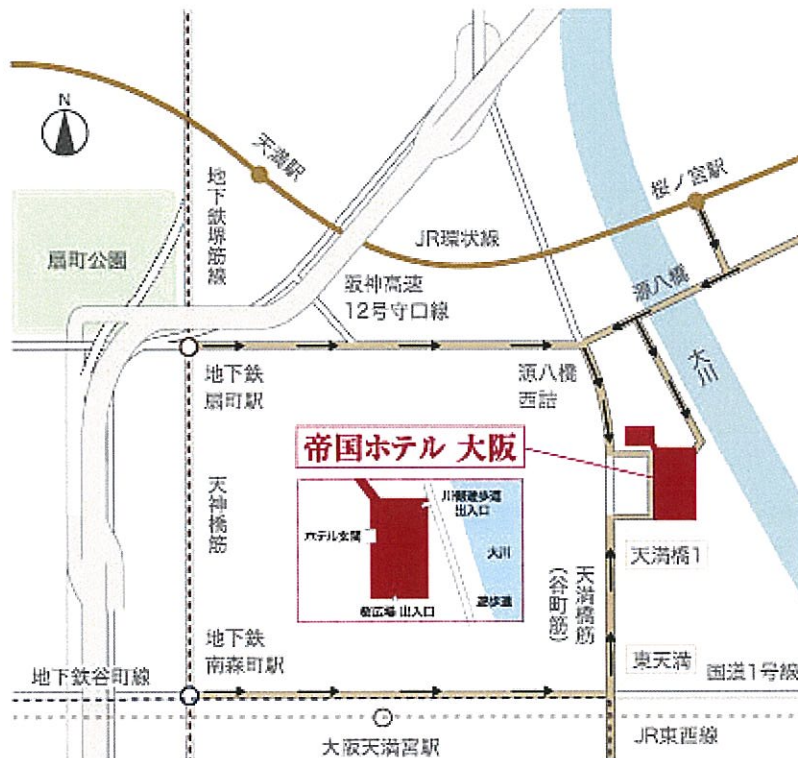 N
天満駅
地下鉄堺筋線
桜ノ宮駅
JR環状線
扇町公園
阪神高速
12号守口線
源八橋
大川
地下鉄
扇町駅
源八橋
西詰
帝国ホテル 大阪
川側遊歩道
出入口
ホテル玄関
大川
遊歩道
桜広場 出入口
天神橋筋
天満橋1
天満橋筋
(谷町筋)
地下鉄
南森町駅
東天満
地下鉄谷町線
国道1号線
大阪天満宮駅
JR東西線